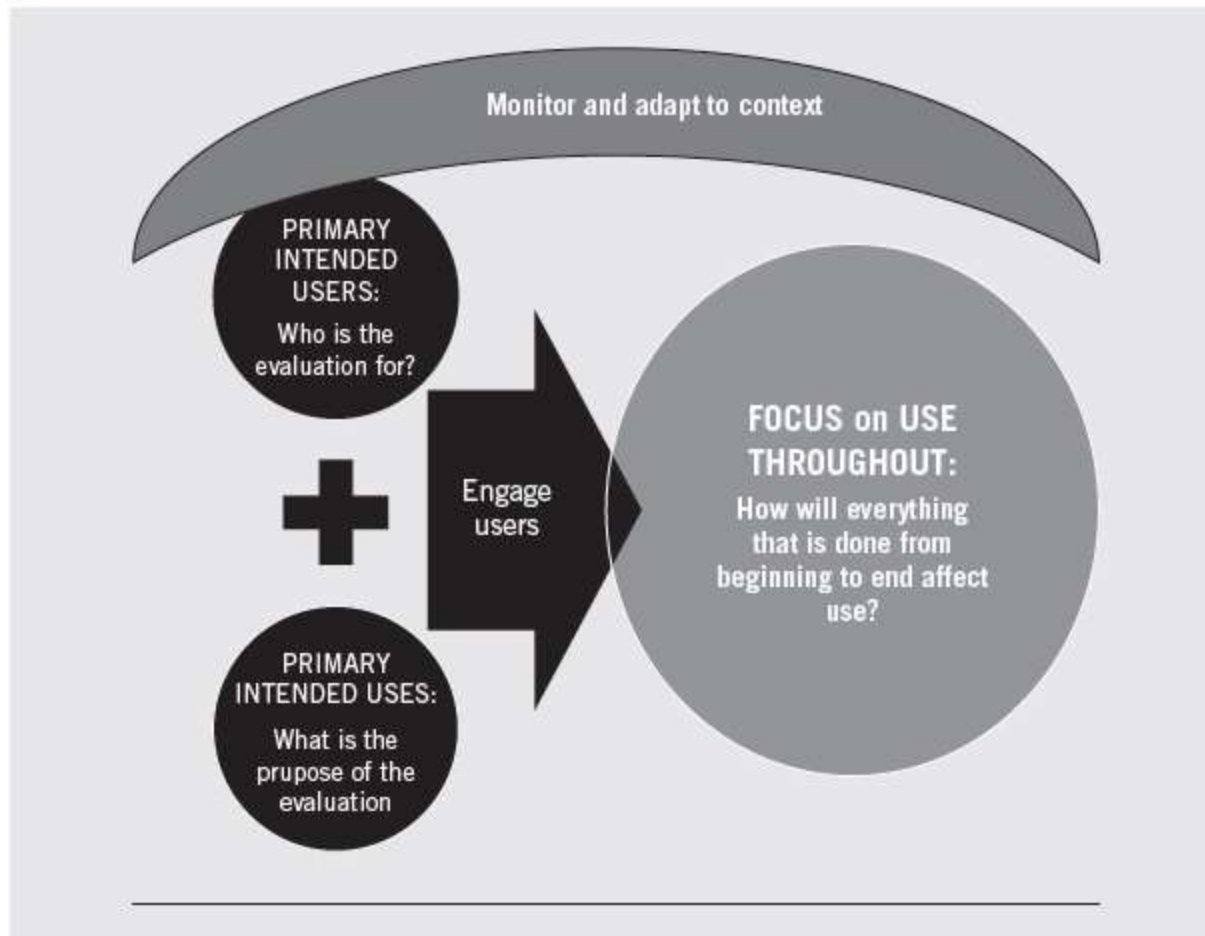 Monitor and adapt to context
PRIMARY
INTENDED
USERS:
Who is the
evaluation for?
Engage
users
PRIMARY
INTENDED USES:
What is the
prupose of the
evaluation
FOCUS on USE
THROUGHOUT:
How will everything
that is done from
beginning to end affect
use?